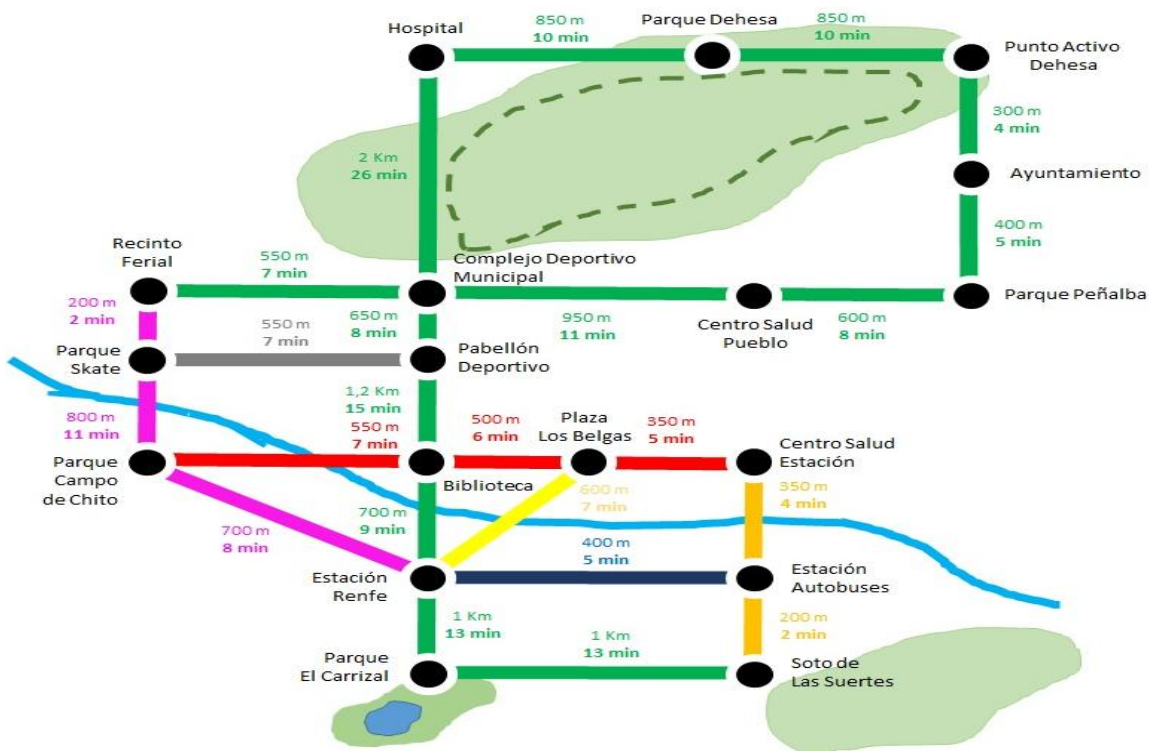 850 m
10 min
Parque Dehesa
850 m
10 min
Hospital
Punto Activo
Dehesa
300 m
4 min
2 Km
26 min
Ayuntamiento
400 m
5 min
Recinto
Ferial
550 m
7 min
Complejo Deportivo
Municipal
Parque Peñalba
200 m
2 min
650 m
8 min
950 m
11 min
Centro Salud
Pueblo
600 m
8 min
550 m
7 min
Parque
Skate
Pabellón
Deportivo
1,2 Km
15 min
800 m
11 min
550 m
7 min
500 m
6 min
Plaza
Los Belgas
350 m
5 min
Centro Salud
Estación
Parque
Campo
de Chito
Biblioteca
600 m
7 min
350 m
4 min
700 m
9 min
700 m
8 min
400 m
5 min
Estación
Renfe
Estación
Autobuses
1 Km
13 min
1 Km
13 min
200 m
2 min
Parque
El Carrizal
Soto de
Las Suertes